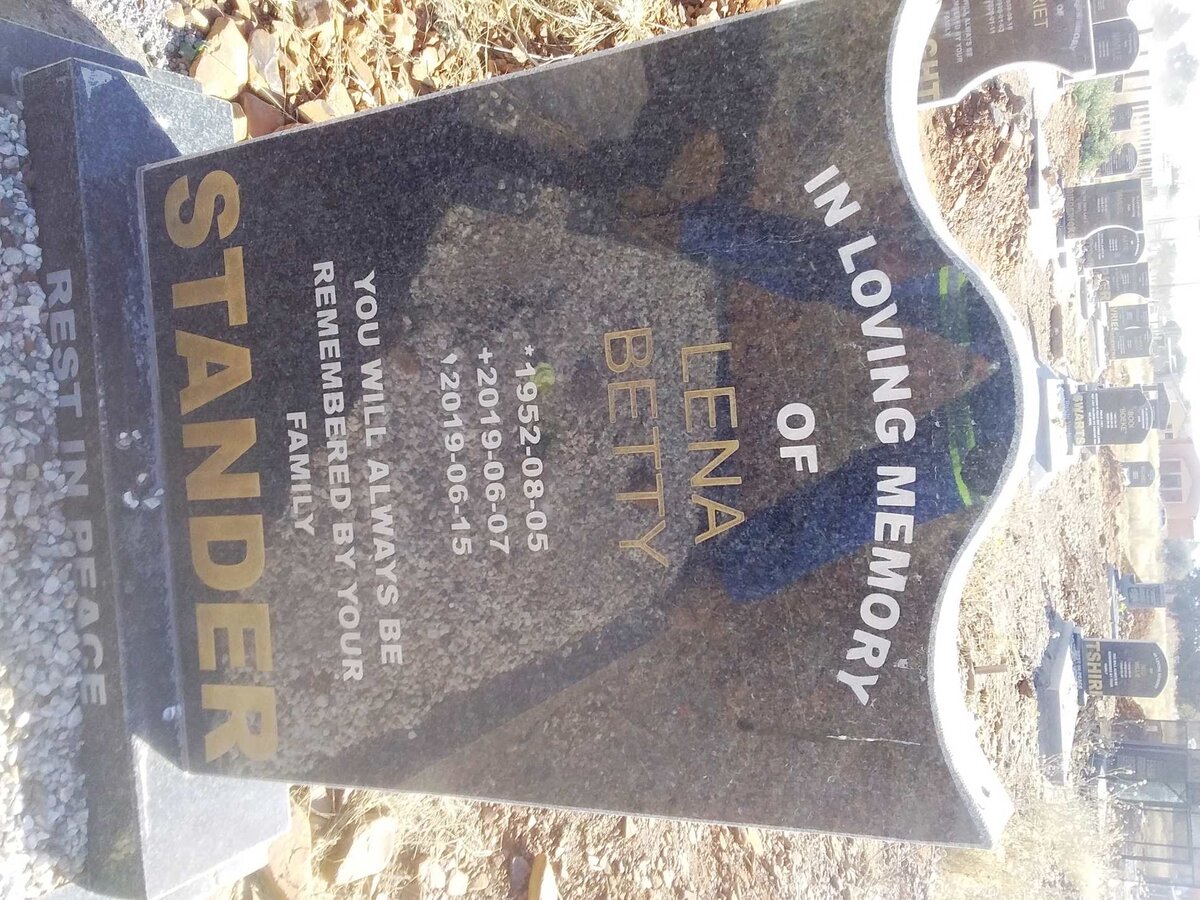 IN LOVING MEMORY
OF
LENA
BETTY
*1952-08-05
+2019-06-07
2019-06-15
YOU WILL ALWAYS BE
REMEMBERED BY YOUR
FAMILY
STANDER
REST IN PEACE